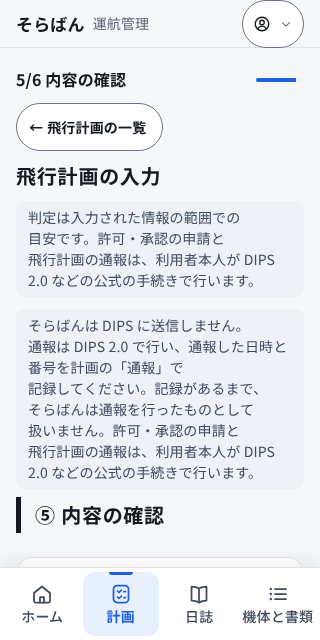 そらばん 運航管理
5/6 内容の確認
← 飛行計画の一覧
飛行計画の入力
判定は入力された情報の範囲での
目安です。許可・承認の申請と
飛行計画の通報は、利用者本人が DIPS
2.0 などの公式の手続きで行います。
そらばんは DIPS に送信しません。
通報は DIPS 2.0 で行い、通報した日時と
番号を計画の「通報」で
記録してください。記録があるまで、
そらばんは通報を行ったものとして
扱いません。許可・承認の申請と
飛行計画の通報は、利用者本人が DIPS
2.0 などの公式の手続きで行います。
⑤ 内容の確認
ホーム 計画 日誌 機体と書類